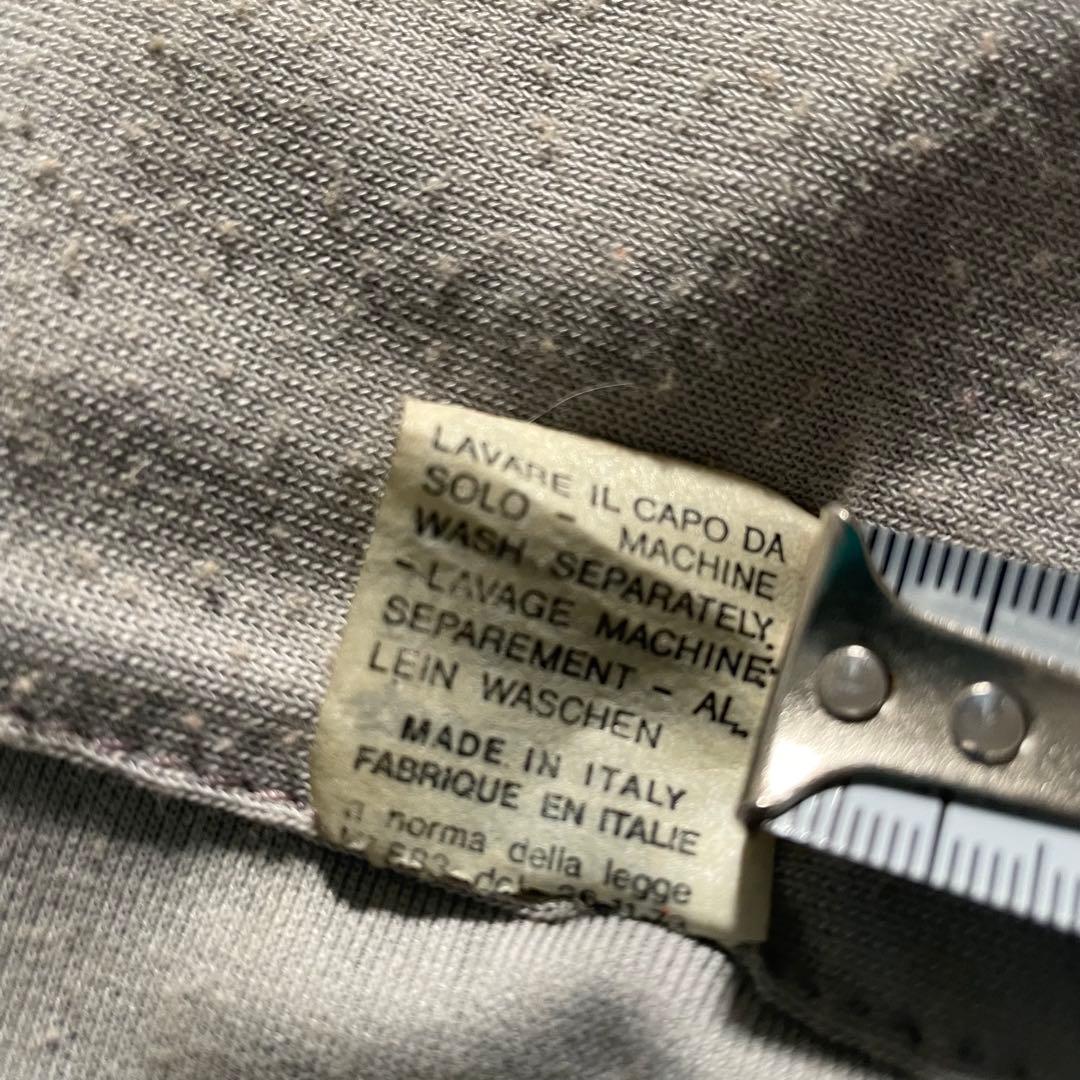 LAVARE IL CAPO DA
SOLO - MACHINE
WASH SEPARATELY.
- LAVAGE MACHINE
SEPAREMENT - AL
LEIN WASCHEN
MADE IN ITALY
FABRIQUE EN ITALIE
a norma della legge